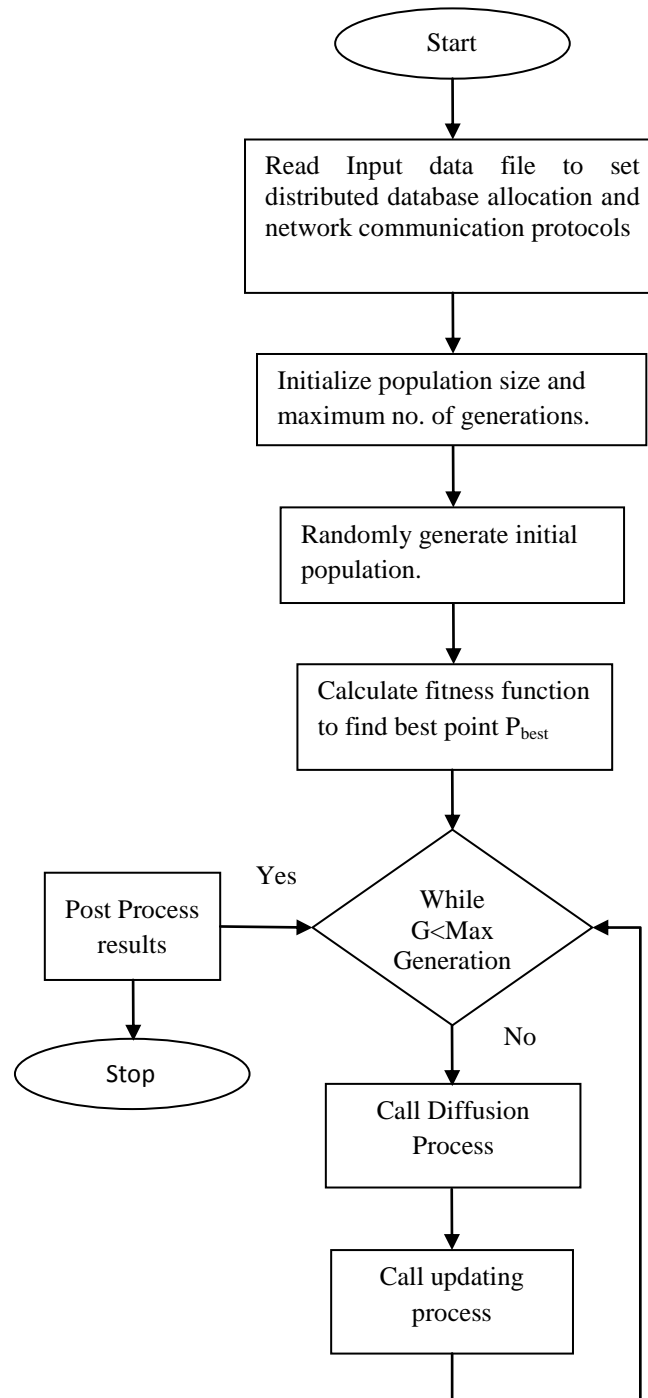 Start
Read Input data file to set
distributed database allocation and
network communication protocols
Initialize population size and
maximum no. of generations.
Randomly generate initial
population.
Calculate fitness function
to find best point P_best
Yes
Post Process
results
While
G<Max
Generation
No
Stop
Call Diffusion
Process
Call updating
process